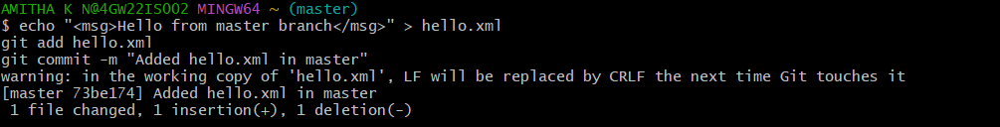 AMITHA K N@4GW22IS002 MINGW64 ~ (master)
$ echo "<msg>Hello from master branch</msg>" > hello.xml
git add hello.xml
git commit -m "Added hello.xml in master"
warning: in the working copy of 'hello.xml', LF will be replaced by CRLF the next time Git touches it
[master 73be174] Added hello.xml in master
 1 file changed, 1 insertion(+), 1 deletion(-)